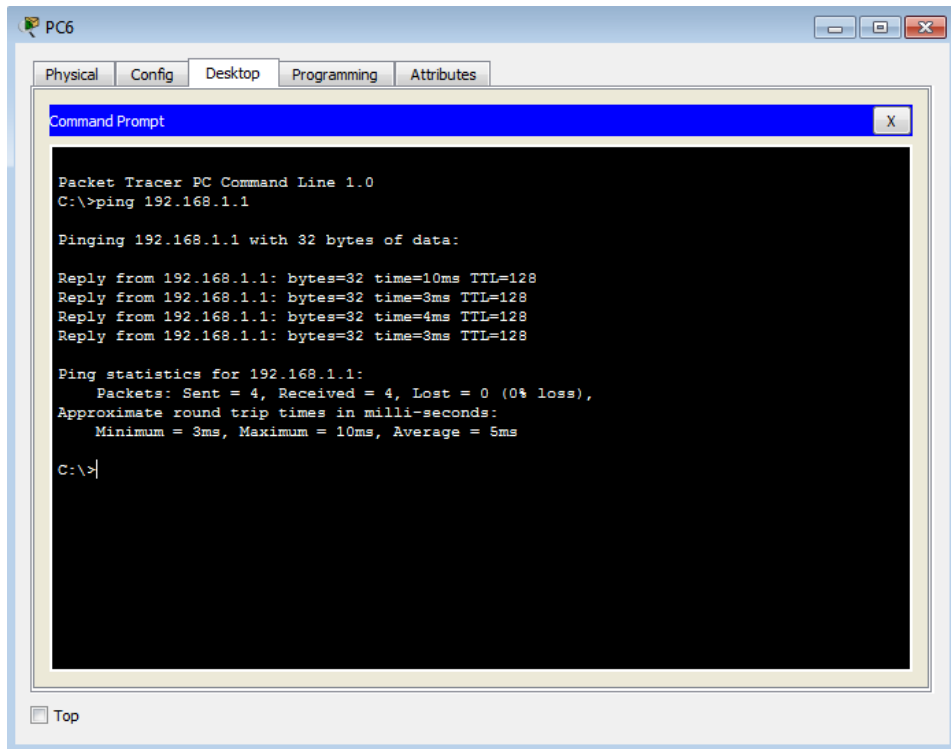 PC6
Physical Config Desktop Programming Attributes
Command Prompt X
Packet Tracer PC Command Line 1.0
C:\>ping 192.168.1.1
Pinging 192.168.1.1 with 32 bytes of data:
Reply from 192.168.1.1: bytes=32 time=10ms TTL=128
Reply from 192.168.1.1: bytes=32 time=3ms TTL=128
Reply from 192.168.1.1: bytes=32 time=4ms TTL=128
Reply from 192.168.1.1: bytes=32 time=3ms TTL=128
Ping statistics for 192.168.1.1:
Packets: Sent = 4, Received = 4, Lost = 0 (0% loss),
Approximate round trip times in milli-seconds:
Minimum = 3ms, Maximum = 10ms, Average = 5ms
C:\>
Top